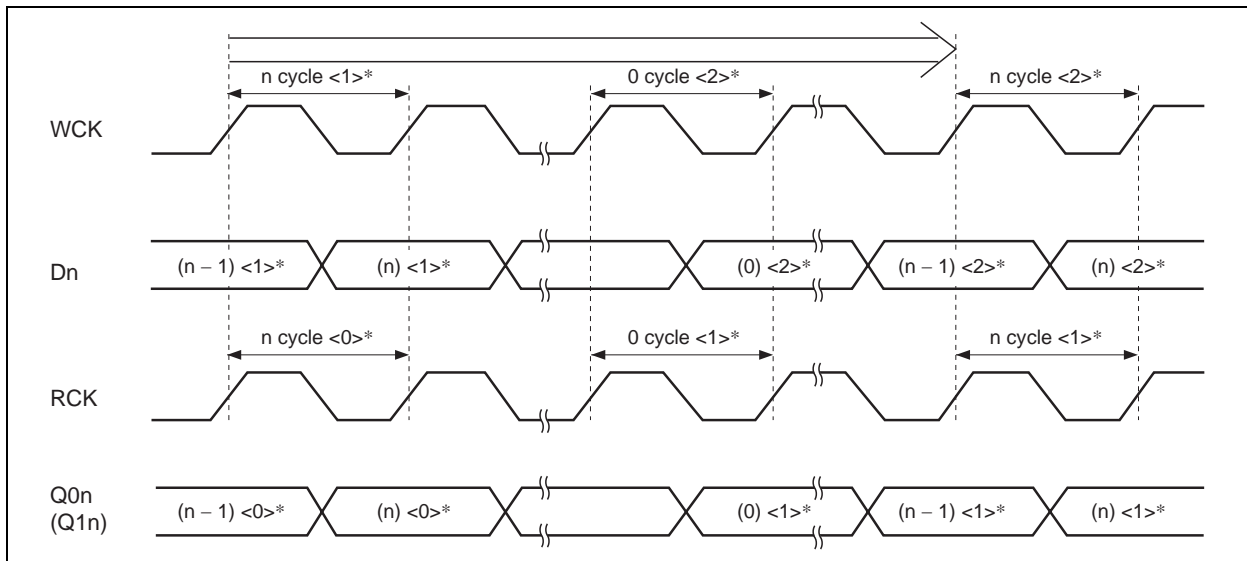 n cycle <1>* 0 cycle <2>* n cycle <2>*
WCK
Dn (n – 1) <1>* (n) <1>* (0) <2>* (n – 1) <2>* (n) <2>*
n cycle <0>* 0 cycle <1>* n cycle <1>*
RCK
Q0n
(Q1n) (n – 1) <0>* (n) <0>* (0) <1>* (n – 1) <1>* (n) <1>*